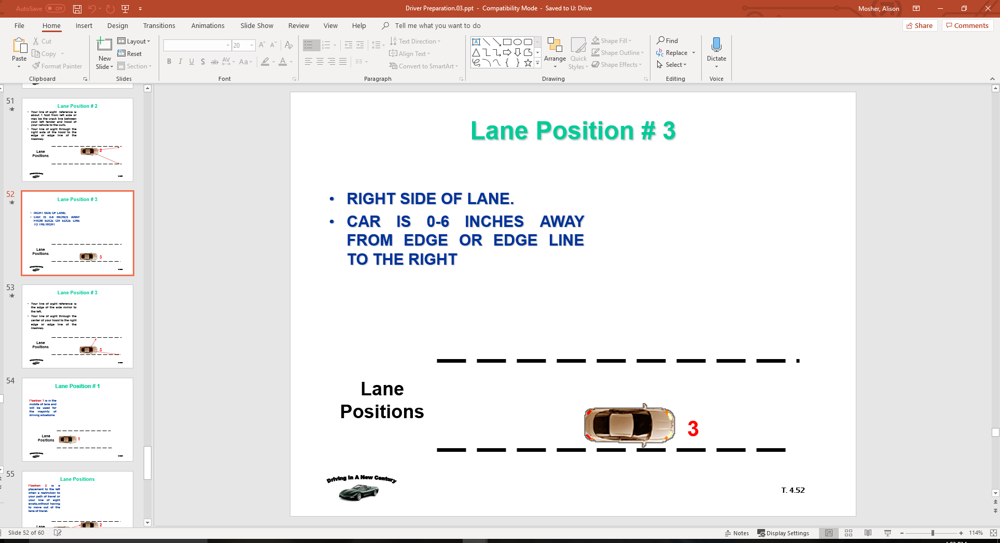 AutoSave Off
Driver Preparation.03.ppt - Compatibility Mode - Saved to U: Drive
Mosher, Alison
File Home Insert Design Transitions Animations Slide Show Review View Help Tell me what you want to do
Share Comments
Paste
Cut
Copy
Format Painter
Clipboard
New
Slide
Layout
Reset
Section
Slides
20
Font
Text Direction
Align Text
Convert to SmartArt
Paragraph
Arrange
Quick
Styles
Shape Fill
Shape Outline
Shape Effects
Drawing
Find
Replace
Select
Editing
Dictate
Voice
51
Lane Position # 2
Your line of sight reference is
about 1 foot from left side or
may be the crack line between
your left fender and hood of
your vehicle to the curb.
Your line of sight through the
right side of the hood to the
edge or edge line of the
roadway.
Lane
Positions
2
52
Lane Position # 3
RIGHT SIDE OF LANE.
CAR IS 0-6 INCHES AWAY
FROM EDGE OR EDGE LINE
TO THE RIGHT
Lane
Positions
3
53
Lane Position # 3
Your line of sight reference is
the edge of the side mirror to
the left.
Your line of sight through the
center of your hood to the right
edge or edge line of the
roadway.
Lane
Positions
3
54
Lane Position # 1
Position 1 is in the
middle of lane and
will be used for
the majority of
driving situations
Lane
Positions
1
55
Lane Positions
Position 2 is a
placement to the left
when a restriction to
your path of travel or
your line of sight
exists,without having
to move out of the
lane of travel.
Lane
2
Lane Position # 3
• RIGHT SIDE OF LANE.
• CAR IS 0-6 INCHES AWAY
FROM EDGE OR EDGE LINE
TO THE RIGHT
Lane
Positions
3
Driving In A New Century
T. 4.52
Slide 52 of 60
Notes Display Settings 114%